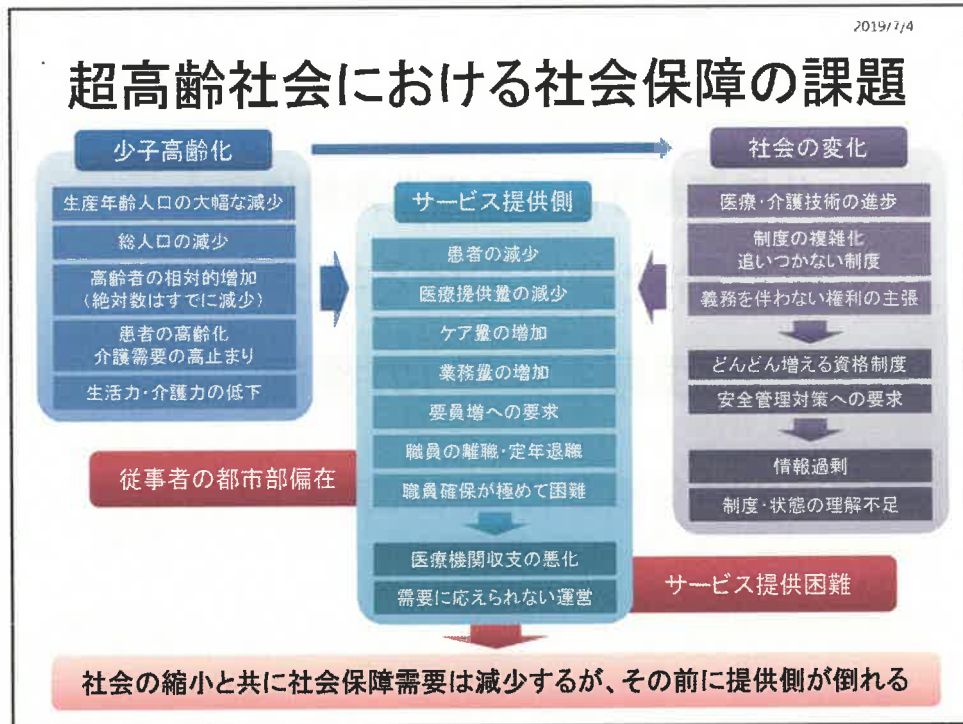 2019/7/4
超高齢社会における社会保障の課題
少子高齢化
生産年齢人口の大幅な減少
総人口の減少
高齢者の相対的増加
(絶対数はすでに減少)
患者の高齢化
介護需要の高止まり
生活力・介護力の低下
従事者の都市部偏在
サービス提供側
患者の減少
医療提供量の減少
ケア量の増加
業務量の増加
要員増への要求
職員の離職・定年退職
職員確保が極めて困難
医療機関収支の悪化
需要に応えられない運営
社会の変化
医療・介護技術の進歩
制度の複雑化
追いつかない制度
義務を伴わない権利の主張
どんどん増える資格制度
安全管理対策への要求
情報過剰
制度・状態の理解不足
サービス提供困難
社会の縮小と共に社会保障需要は減少するが、その前に提供側が倒れる